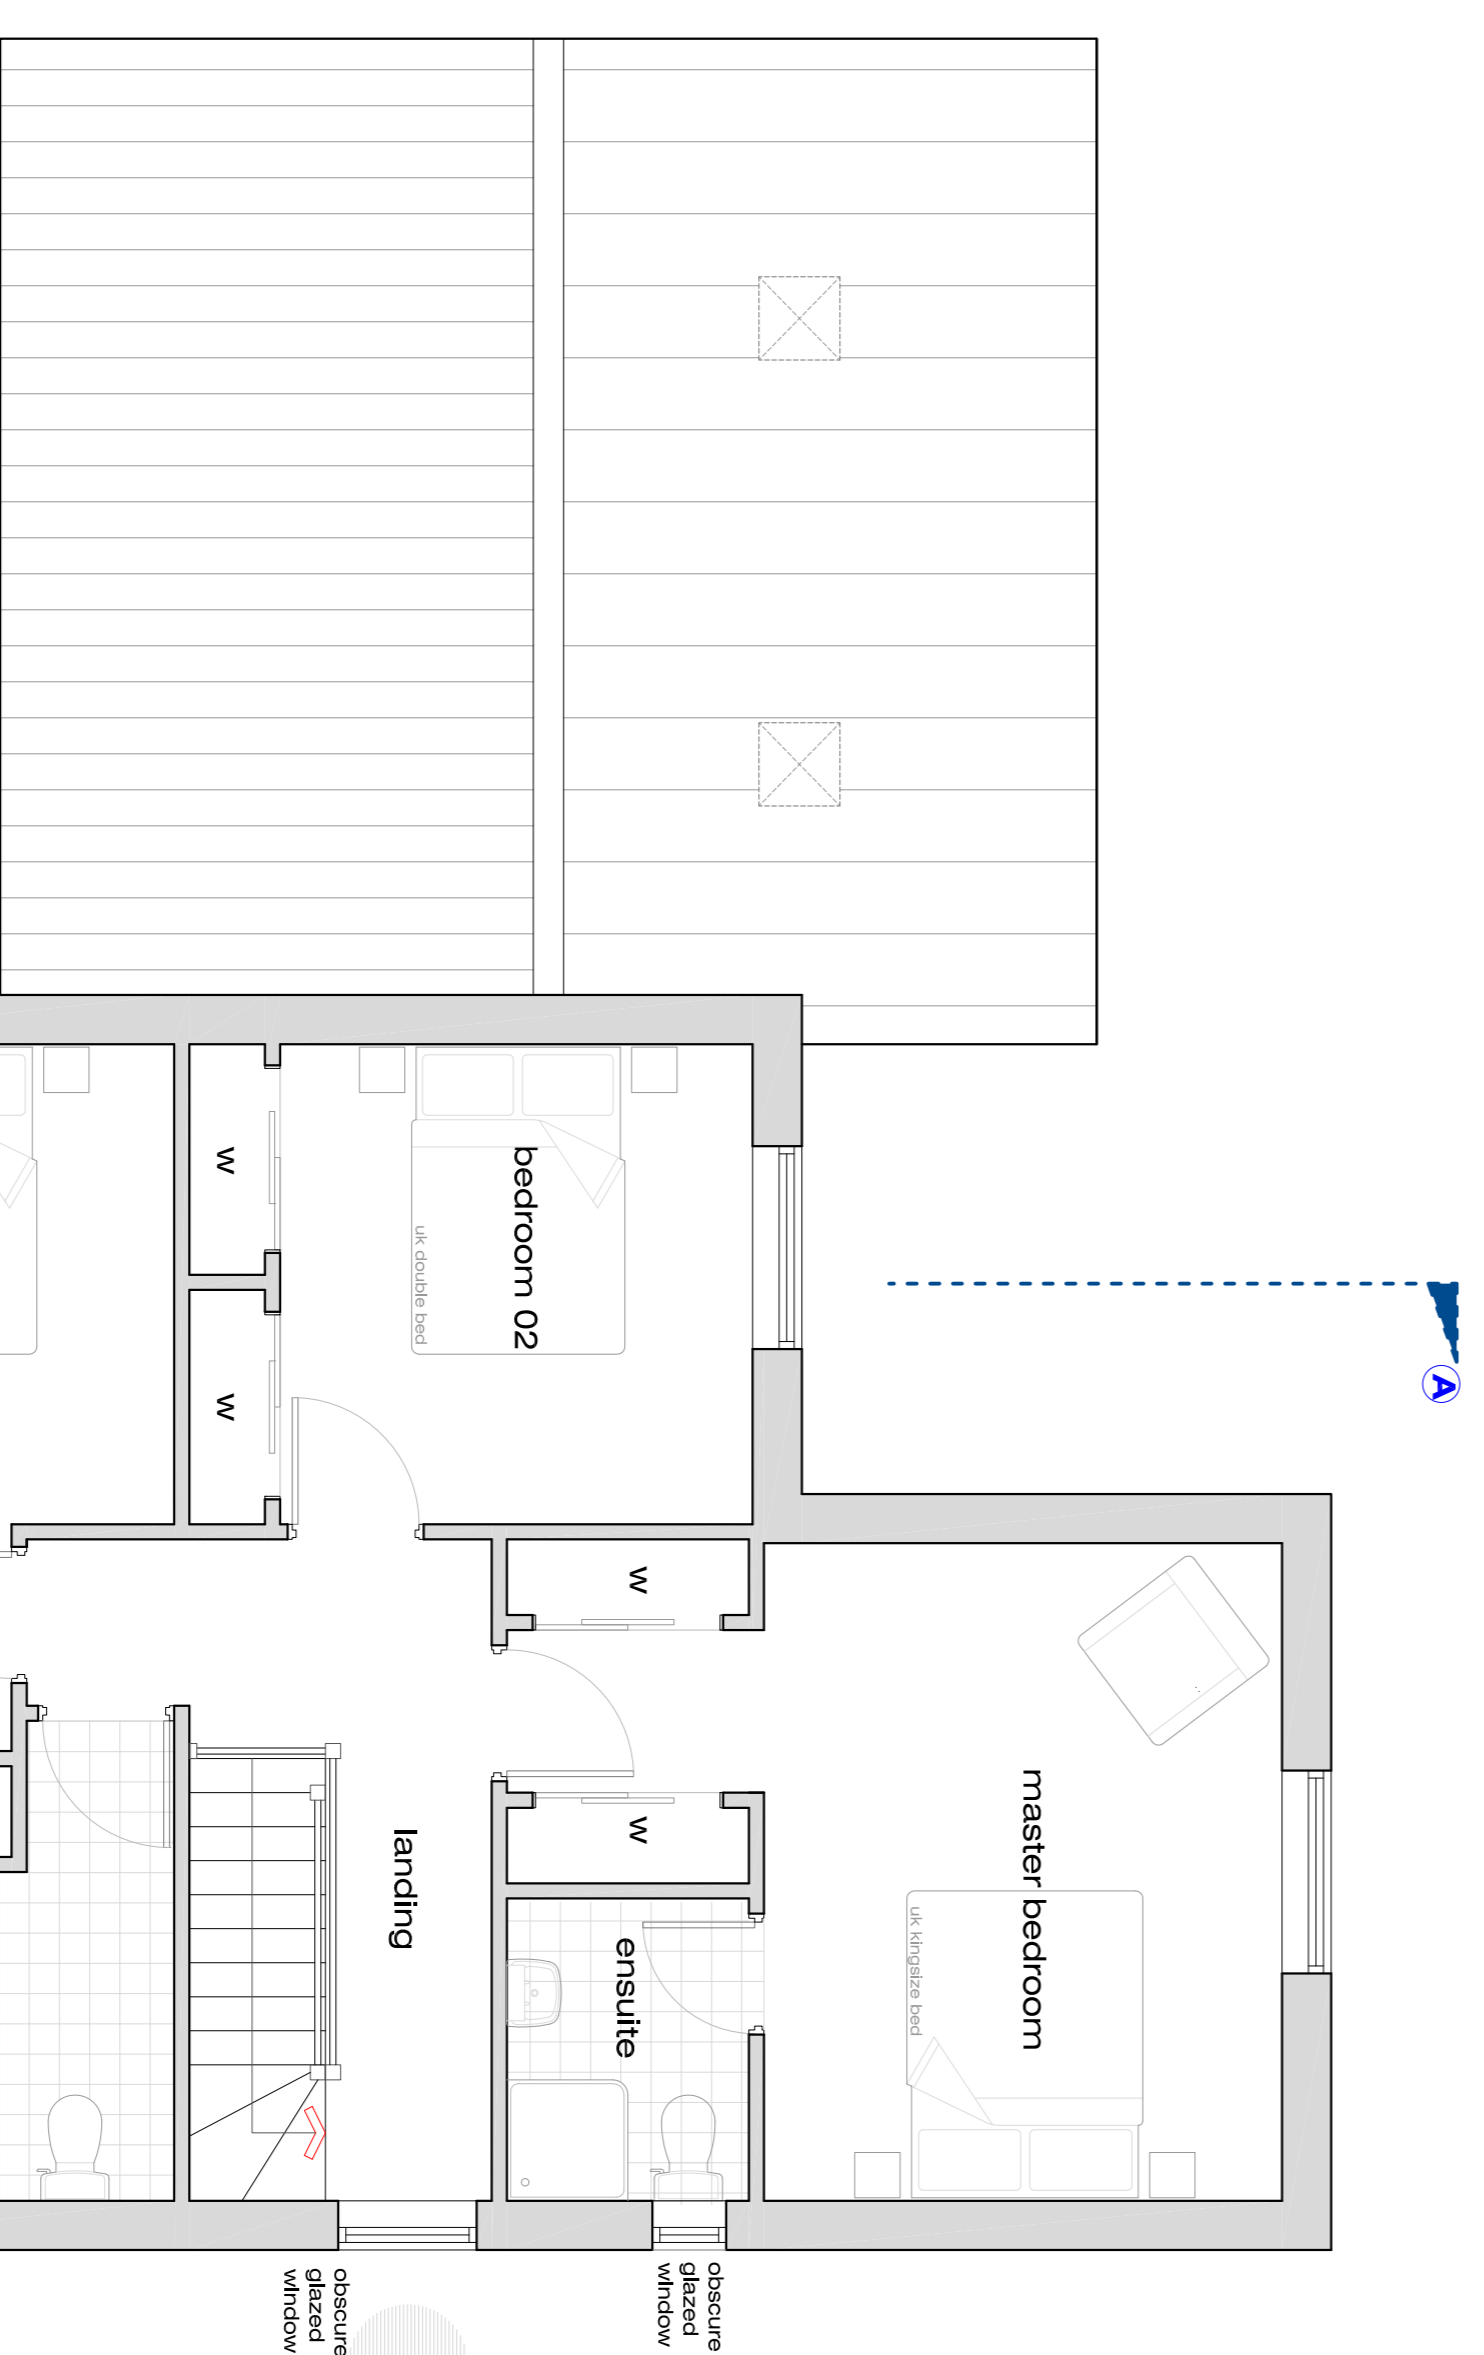 A
bedroom 02
uk double bed
w
w
w
w
master bedroom
uk kingsize bed
ensuite
landing
obscure
glazed
window
obscure
glazed
window